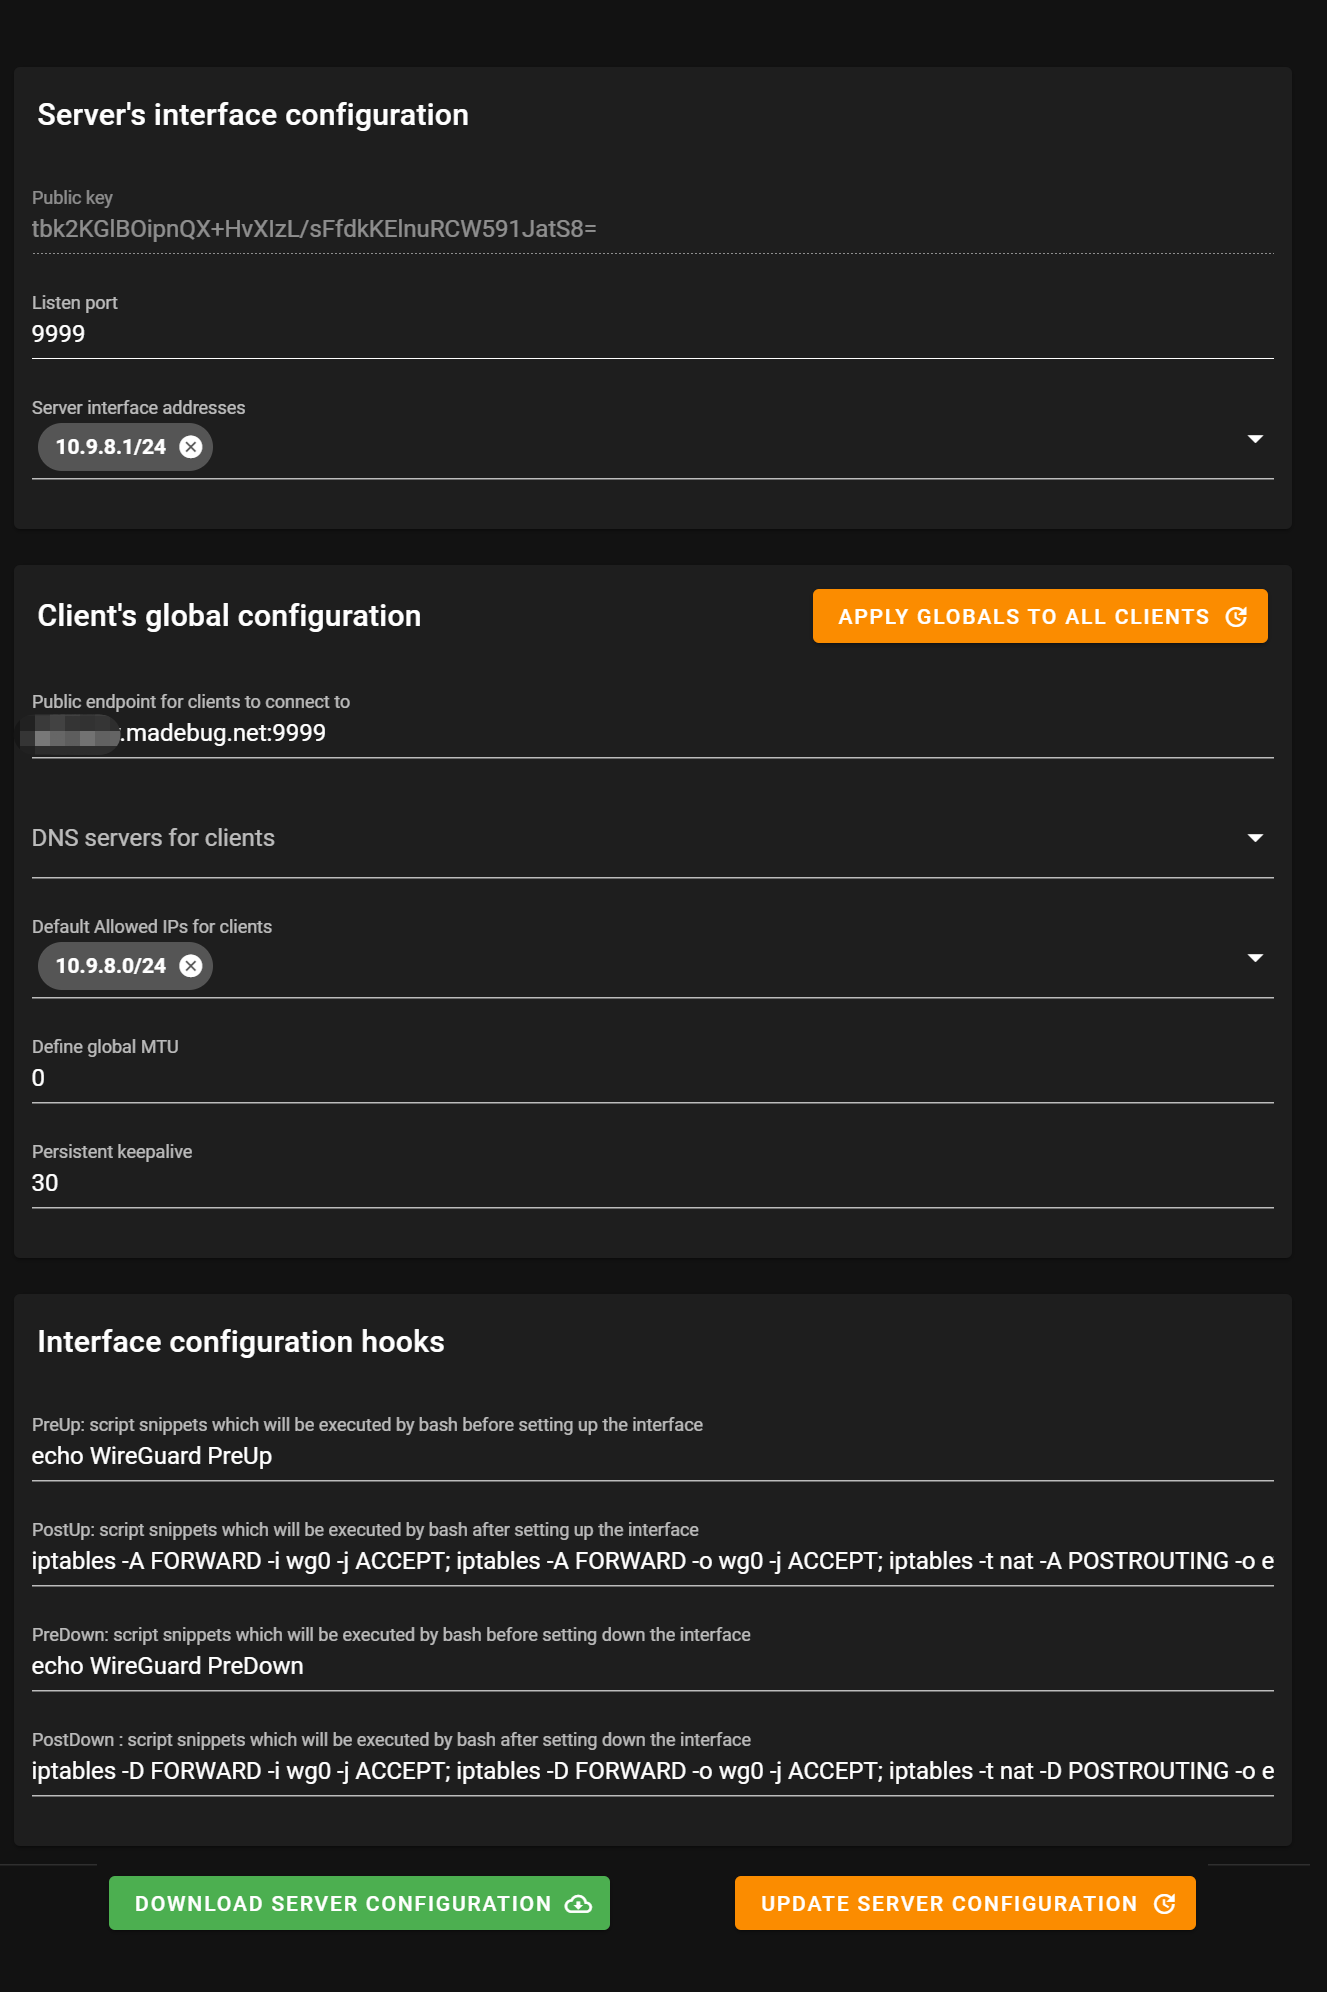 Server's interface configuration
Public key
tbk2KGlBOipnQX+HvXIzL/sFfdkKElnuRCW591JatS8=
Listen port
9999
Server interface addresses
10.9.8.1/24
Client's global configuration
APPLY GLOBALS TO ALL CLIENTS
Public endpoint for clients to connect to
.madebug.net:9999
DNS servers for clients
Default Allowed IPs for clients
10.9.8.0/24
Define global MTU
0
Persistent keepalive
30
Interface configuration hooks
PreUp: script snippets which will be executed by bash before setting up the interface
echo WireGuard PreUp
PostUp: script snippets which will be executed by bash after setting up the interface
iptables -A FORWARD -i wg0 -j ACCEPT; iptables -A FORWARD -o wg0 -j ACCEPT; iptables -t nat -A POSTROUTING -o e
PreDown: script snippets which will be executed by bash before setting down the interface
echo WireGuard PreDown
PostDown : script snippets which will be executed by bash after setting down the interface
iptables -D FORWARD -i wg0 -j ACCEPT; iptables -D FORWARD -o wg0 -j ACCEPT; iptables -t nat -D POSTROUTING -o e
DOWNLOAD SERVER CONFIGURATION
UPDATE SERVER CONFIGURATION